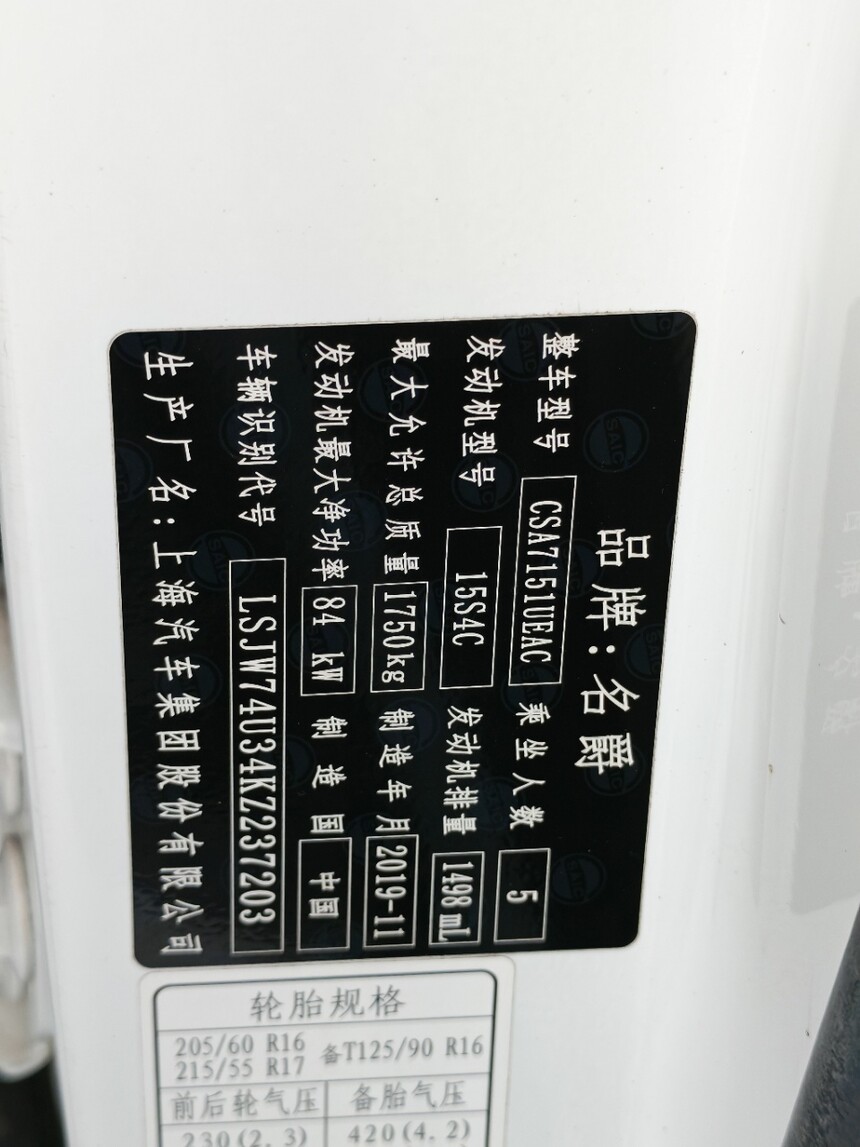 品牌:名爵
整车型号 CSA7151UEAC 乘坐人数 5
发动机型号 15S4C 发动机排量 1498 mL
最大允许总质量 1750kg 制造年月 2019-11
发动机最大净功率 84 kW 制造国 中国
车辆识别代号 LSJW74U34KZ237203
生产厂名:上海汽车集团股份有限公司
轮胎规格
205/60 R16
215/55 R17
备T125/90 R16
前后轮气压 备胎气压
230(2.3) 420(4.2)